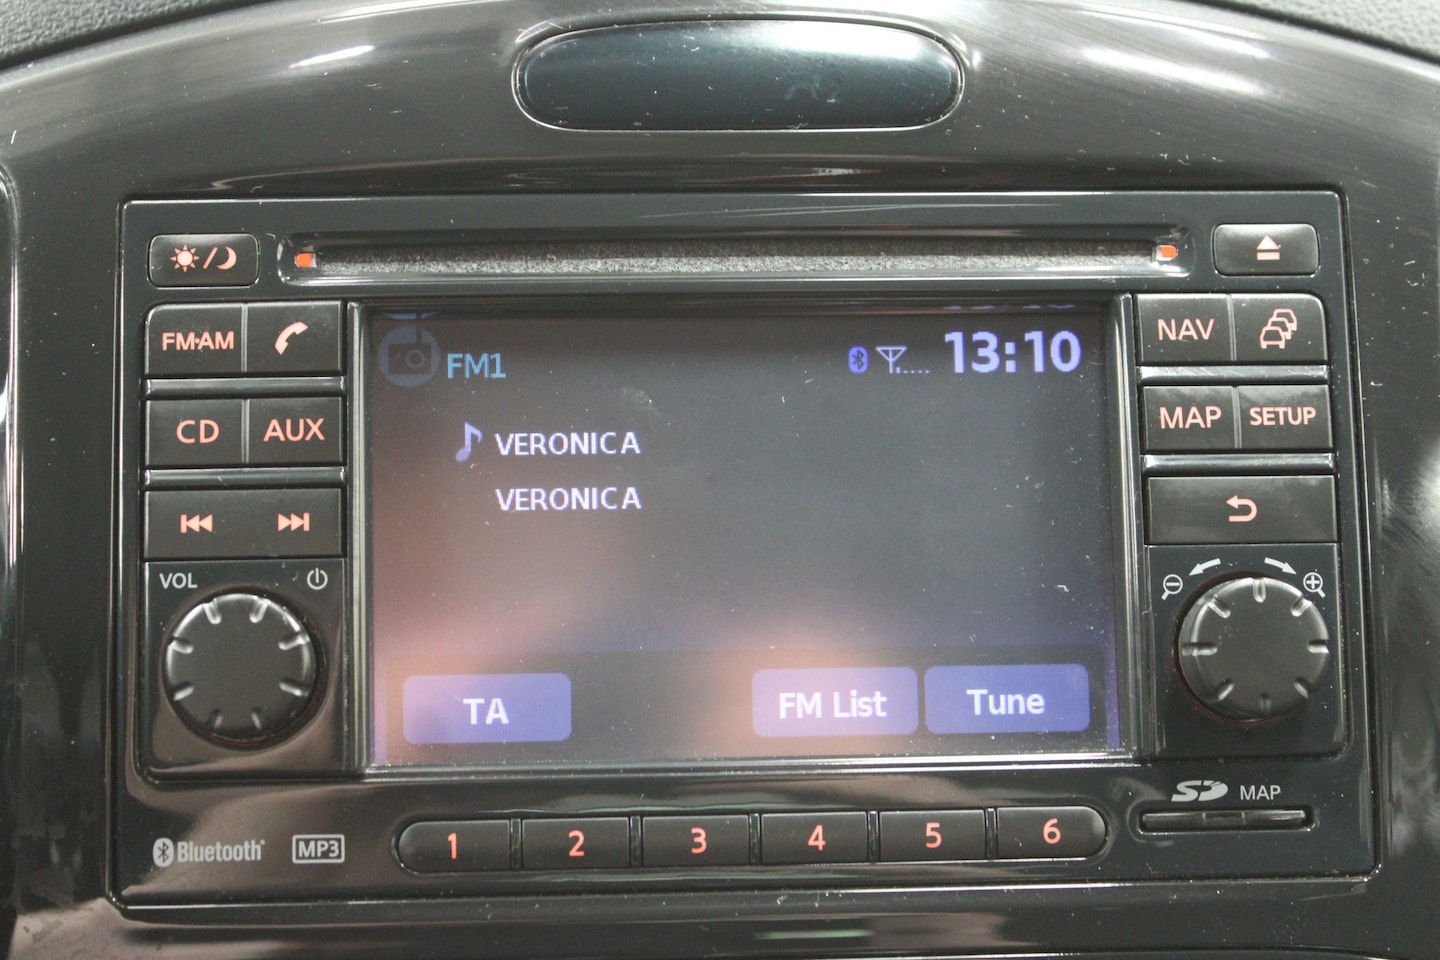 FM·AM
NAV
FM1
13:10
CD
AUX
VERONICA
MAP
SETUP
VERONICA
VOL
TA
FM List
Tune
SD MAP
Bluetooth®
MP3
1
2
3
4
5
6